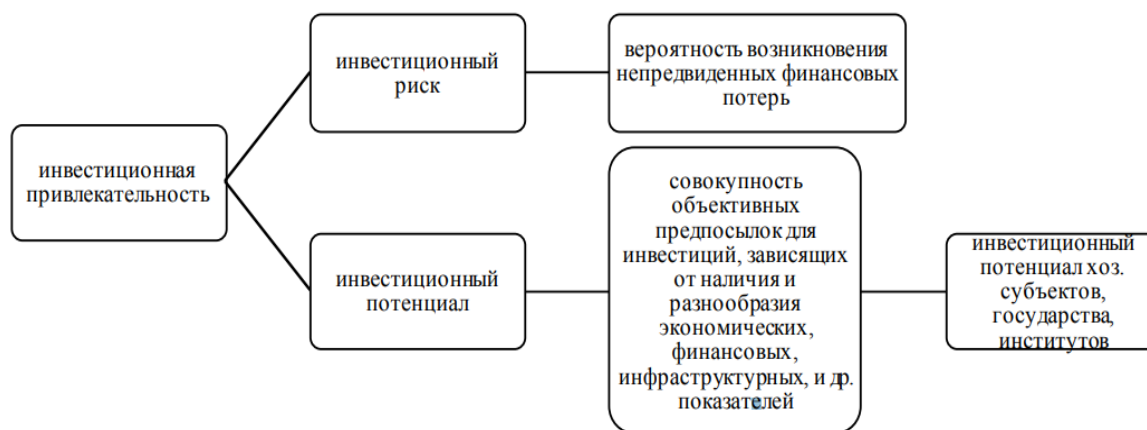 инвестиционная
привлекательность
инвестиционный
риск
вероятность возникновения
непредвиденных финансовых
потерь
инвестиционный
потенциал
совокупность
объективных
предпосылок для
инвестиций, зависящих
от наличия и
разнообразия
экономических,
финансовых,
инфраструктурных, и др.
показателей
инвестиционный
потенциал хоз.
субъектов,
государства,
институтов